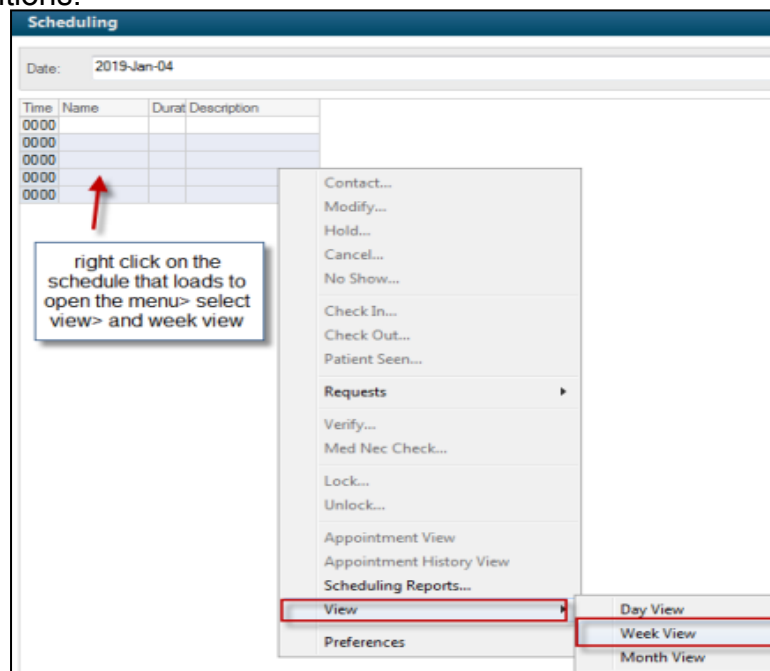 Scheduling
Date: 2019-Jan-04
Time Name Durat Description
0000
0000
0000
0000
0000
right click on the
schedule that loads to
open the menu> select
view> and week view
Contact...
Modify...
Hold...
Cancel...
No Show...
Check In...
Check Out...
Patient Seen...
Requests
Verify...
Med Nec Check...
Lock...
Unlock...
Appointment View
Appointment History View
Scheduling Reports...
View
Preferences
Day View
Week View
Month View